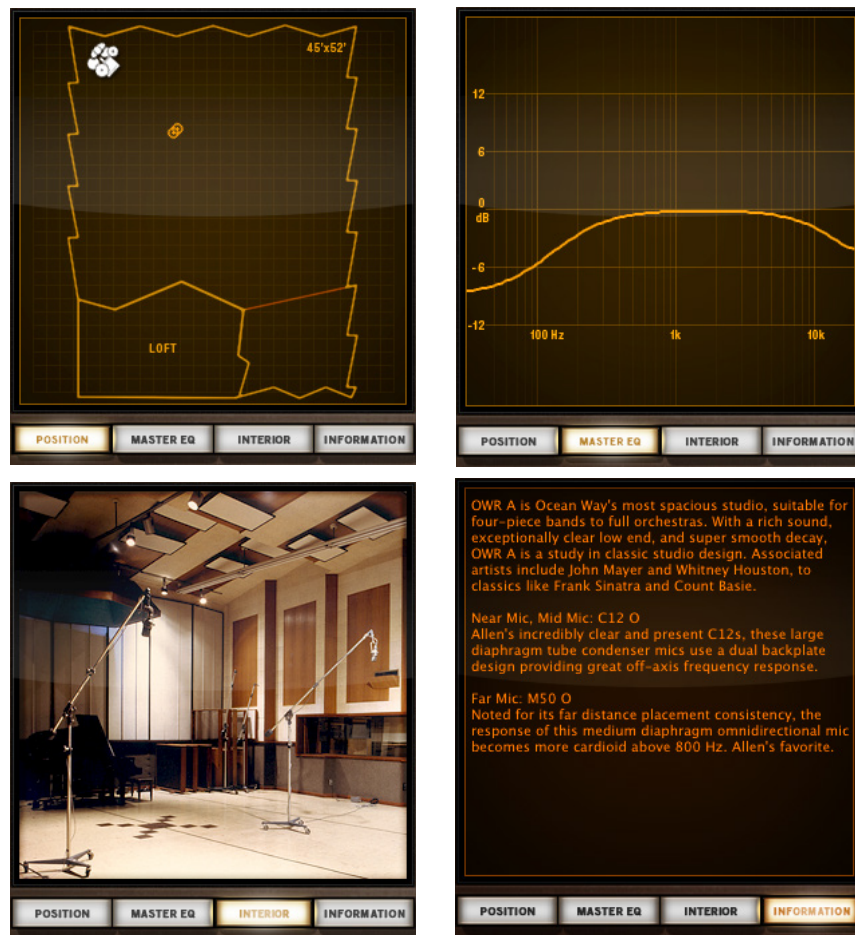 45'x52'
LOFT
POSITION MASTER EQ INTERIOR INFORMATION
12
6
0
dB
-6
-12
100 Hz 1k 10k
POSITION MASTER EQ INTERIOR INFORMATION
POSITION MASTER EQ INTERIOR INFORMATION
OWR A is Ocean Way's most spacious studio, suitable for
four-piece bands to full orchestras. With a rich sound,
exceptionally clear low end, and super smooth decay,
OWR A is a study in classic studio design. Associated
artists include John Mayer and Whitney Houston, to
classics like Frank Sinatra and Count Basie.
Near Mic, Mid Mic: C12 O
Allen's incredibly clear and present C12s, these large
diaphragm tube condenser mics use a dual backplate
design providing great off-axis frequency response.
Far Mic: M50 O
Noted for its far distance placement consistency, the
response of this medium diaphragm omnidirectional mic
becomes more cardioid above 800 Hz. Allen's favorite.
POSITION MASTER EQ INTERIOR INFORMATION